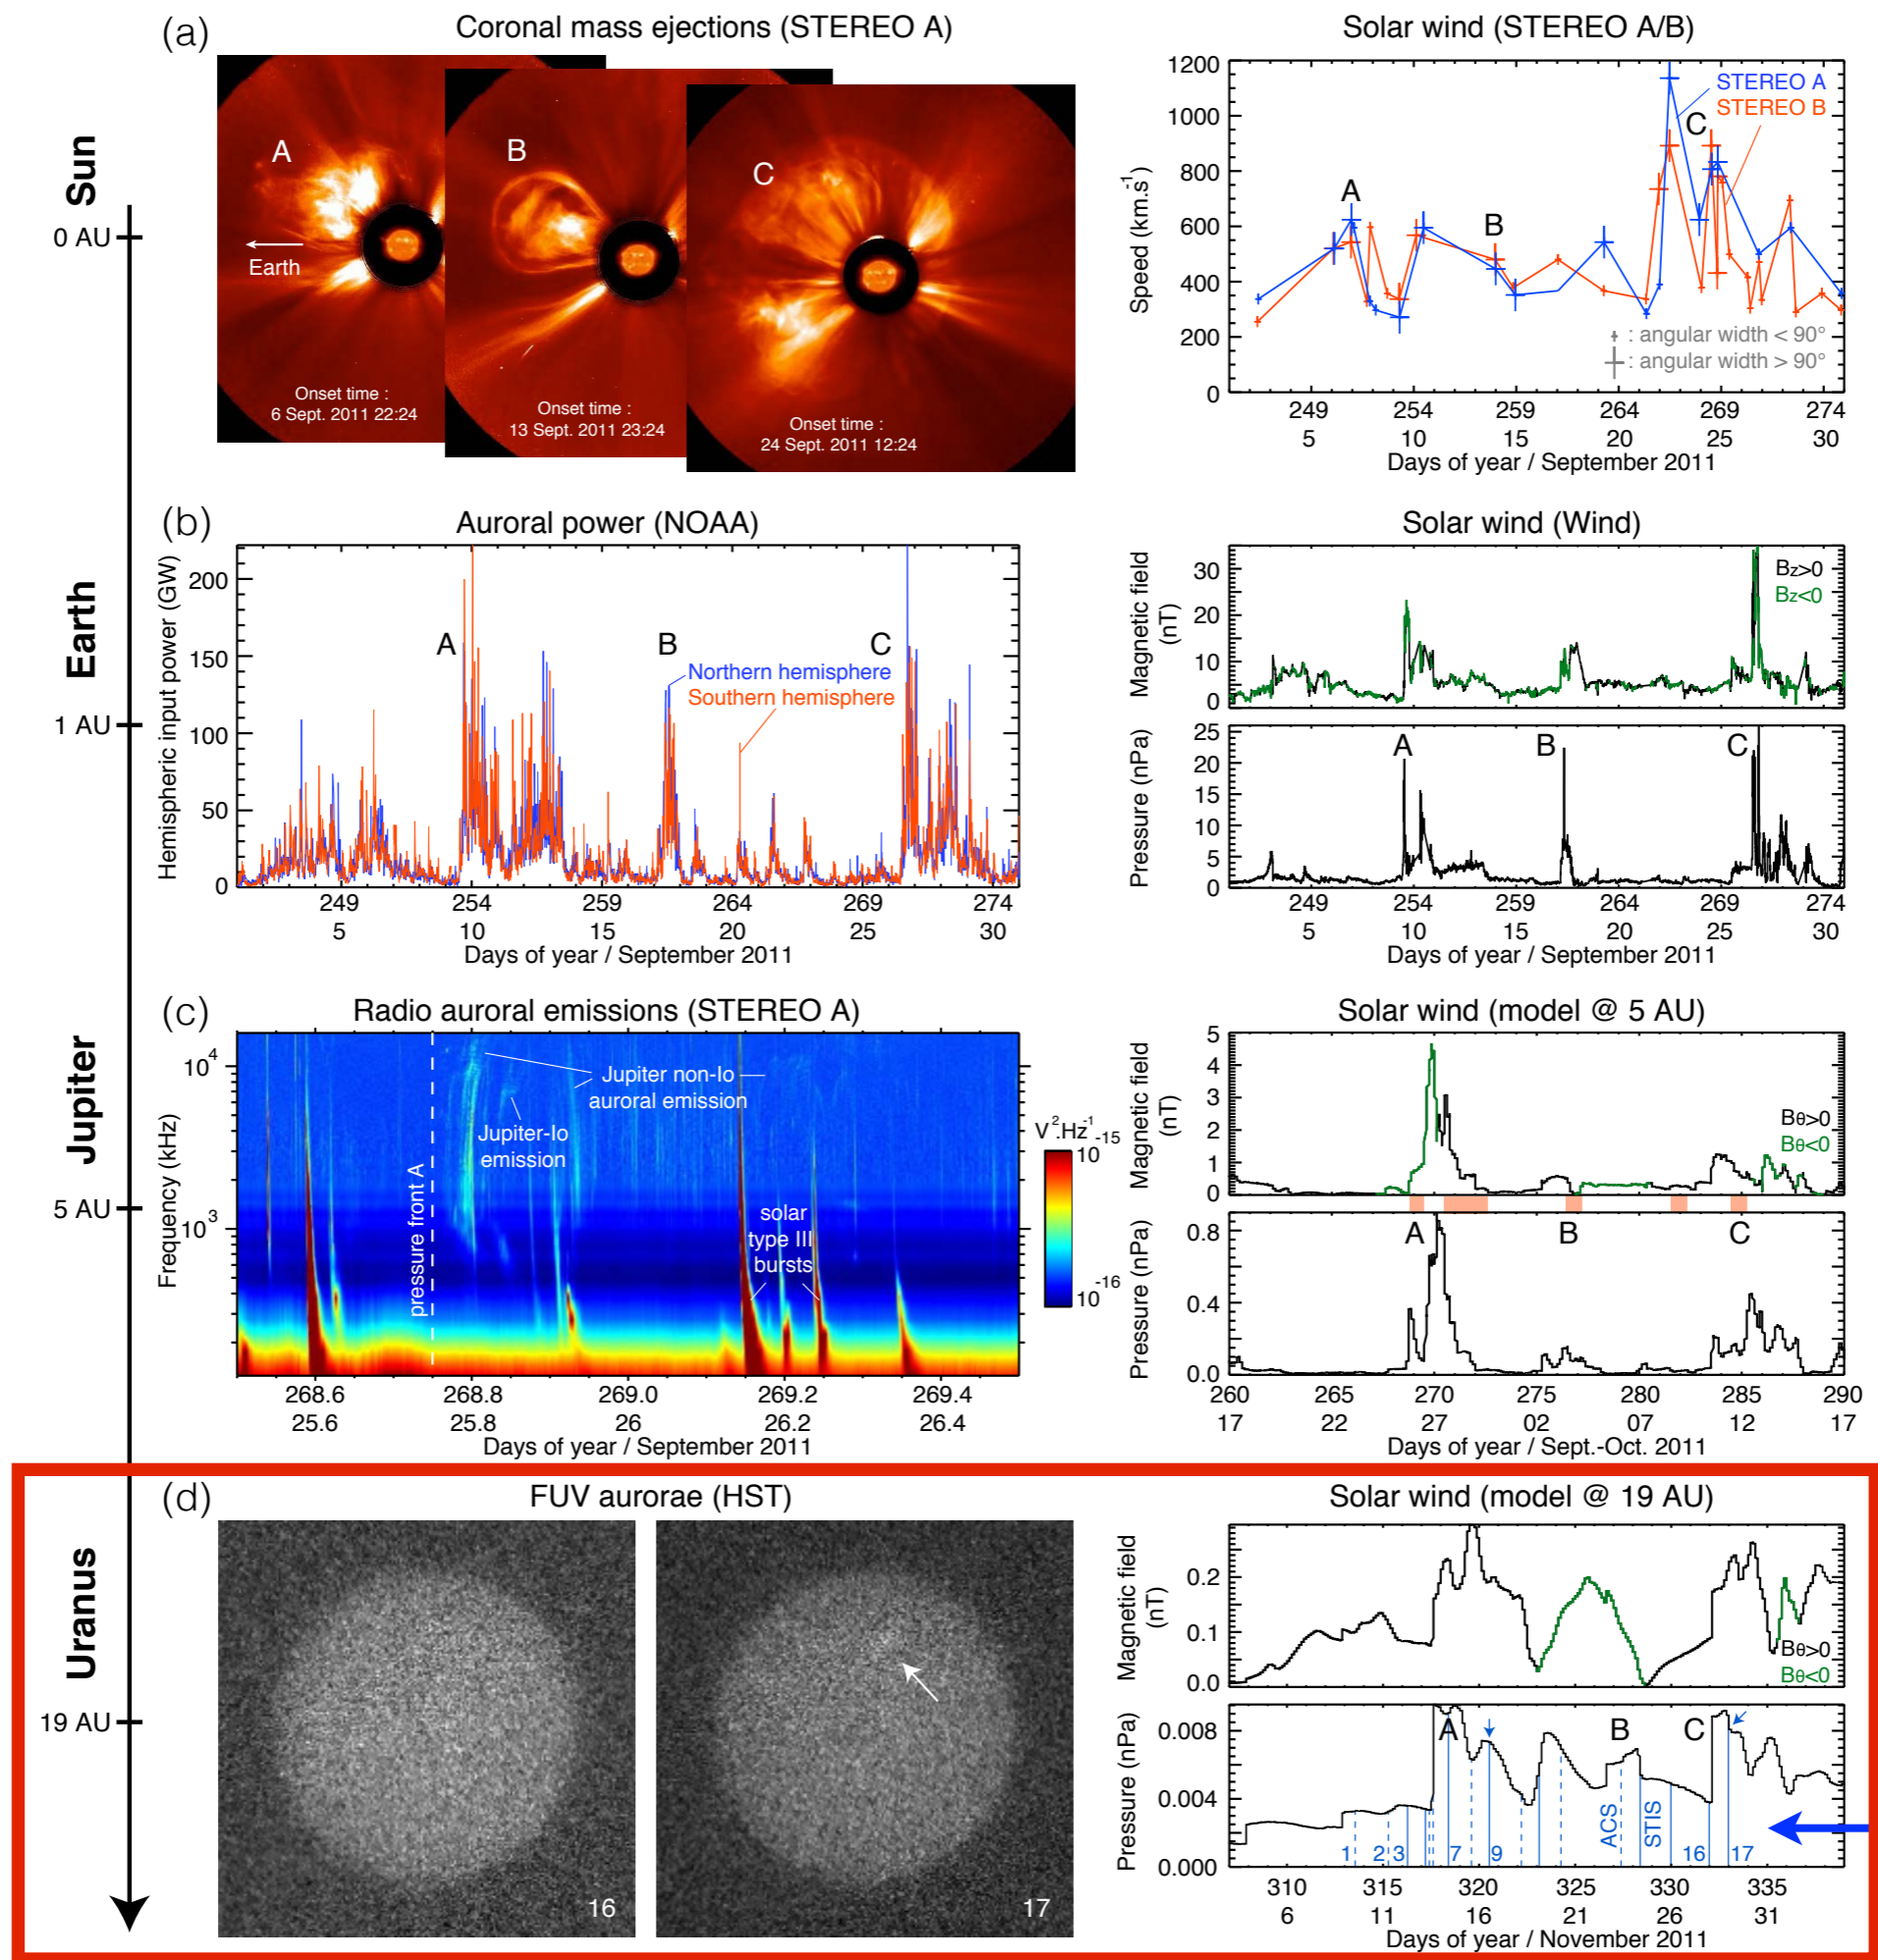 (a)
Coronal mass ejections (STEREO A)
Solar wind (STEREO A/B)
Sun
0 AU
A
Earth
Onset time :
6 Sept. 2011 22:24
B
Onset time :
13 Sept. 2011 23:24
C
Onset time :
24 Sept. 2011 12:24
Speed (km.s-1)
1200
1000
800
600
400
200
0
STEREO A
STEREO B
A
B
C
: angular width < 90°
: angular width > 90°
249 254 259 264 269 274
5 10 15 20 25 30
Days of year / September 2011
(b)
Auroral power (NOAA)
Solar wind (Wind)
Earth
1 AU
Hemispheric input power (GW)
200
150
100
50
0
A
B
C
Northern hemisphere
Southern hemisphere
249 254 259 264 269 274
5 10 15 20 25 30
Days of year / September 2011
Magnetic field
(nT)
30
20
10
0
Bz>0
Bz<0
Pressure (nPa)
25
20
15
10
5
0
A
B
C
249 254 259 264 269 274
5 10 15 20 25 30
Days of year / September 2011
(c)
Radio auroral emissions (STEREO A)
Solar wind (model @ 5 AU)
Jupiter
5 AU
Frequency (kHz)
10^4
10^3
pressure front A
Jupiter non-Io
auroral emission
Jupiter-Io
emission
solar
type III
bursts
V^2.Hz^-1
10^-15
10^-16
268.6 268.8 269.0 269.2 269.4
25.6 25.8 26 26.2 26.4
Days of year / September 2011
Magnetic field
(nT)
5
4
3
2
1
0
Bθ>0
Bθ<0
Pressure (nPa)
0.8
0.4
0.0
A
B
C
260 265 270 275 280 285 290
17 22 27 02 07 12 17
Days of year / Sept.-Oct. 2011
(d)
FUV aurorae (HST)
Solar wind (model @ 19 AU)
Uranus
19 AU
16
17
Magnetic field
(nT)
0.2
0.1
0.0
Bθ>0
Bθ<0
Pressure (nPa)
0.008
0.004
0.000
A
B
C
ACS
STIS
1 2 3 7 9 16 17
310 315 320 325 330 335
6 11 16 21 26 31
Days of year / November 2011